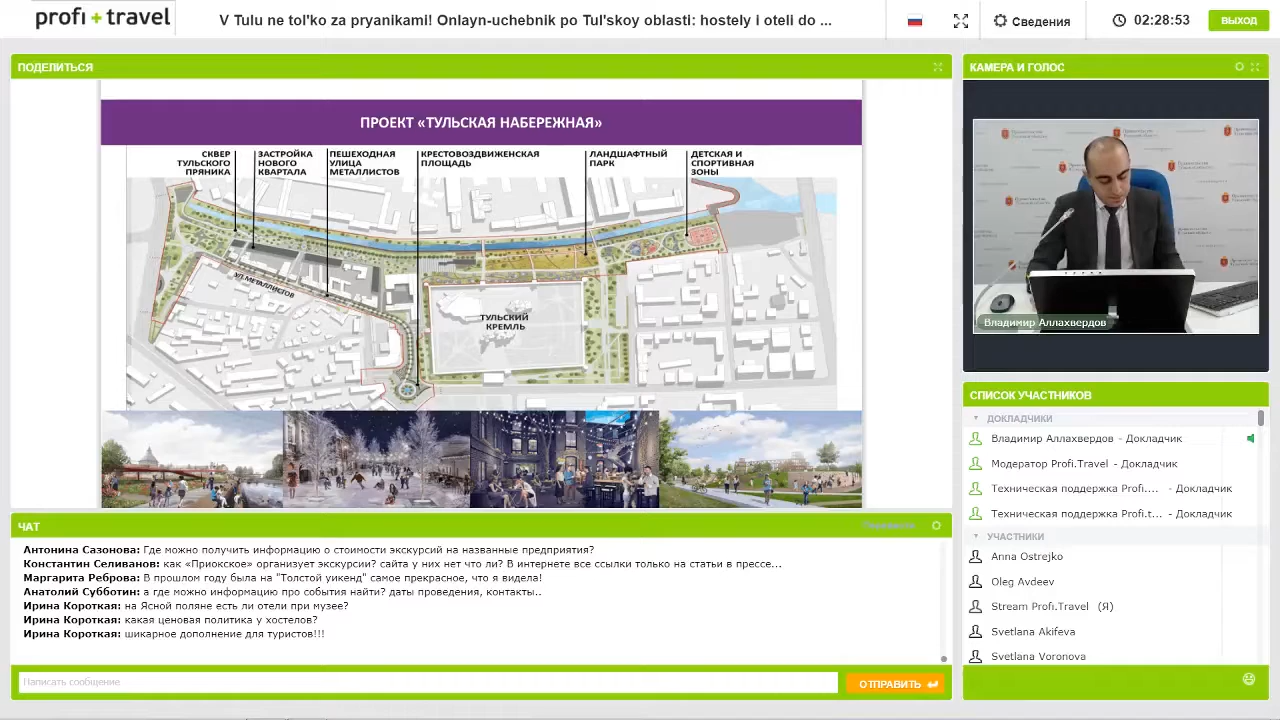 profi + travel
V Tulu ne tol'ko za pryanikami! Onlayn-uchebnik po Tul'skoy oblasti: hostely i oteli do ...
Сведения
02:28:53
ВЫХОД
ПОДЕЛИТЬСЯ
ПРОЕКТ «ТУЛЬСКАЯ НАБЕРЕЖНАЯ»
СКВЕР
ТУЛЬСКОГО
ПРЯНИКА
ЗАСТРОЙКА
НОВОГО
КВАРТАЛА
ПЕШЕХОДНАЯ
УЛИЦА
МЕТАЛЛИСТОВ
КРЕСТОВОЗДВИЖЕНСКАЯ
ПЛОЩАДЬ
ЛАНДШАФТНЫЙ
ПАРК
ДЕТСКАЯ И
СПОРТИВНАЯ
ЗОНЫ
УЛ.МЕТАЛЛИСТОВ
ТУЛЬСКИЙ
КРЕМЛЬ
КАМЕРА И ГОЛОС
Владимир Аллахвердов
СПИСОК УЧАСТНИКОВ
ДОКЛАДЧИКИ
Владимир Аллахвердов - Докладчик
Модератор Profi.Travel - Докладчик
Техническая поддержка Profi.... - Докладчик
Техническая поддержка Profi.t... - Докладчик
УЧАСТНИКИ
Anna Ostrejko
Oleg Avdeev
Stream Profi.Travel (Я)
Svetlana Akifeva
Svetlana Voronova
ЧАТ
Антонина Сазонова: Где можно получить информацию о стоимости экскурсий на названные предприятия?
Константин Селиванов: как «Приокское» организует экскурсии? сайта у них нет что ли? В интернете все ссылки только на статьи в прессе...
Маргарита Реброва: В прошлом году была на "Толстой уикенд" самое прекрасное, что я видела!
Анатолий Субботин: а где можно информацию про события найти? даты проведения, контакты..
Ирина Короткая: на Ясной поляне есть ли отели при музее?
Ирина Короткая: какая ценовая политика у хостелов?
Ирина Короткая: шикарное дополнение для туристов!!!
Написать сообщение
ОТПРАВИТЬ